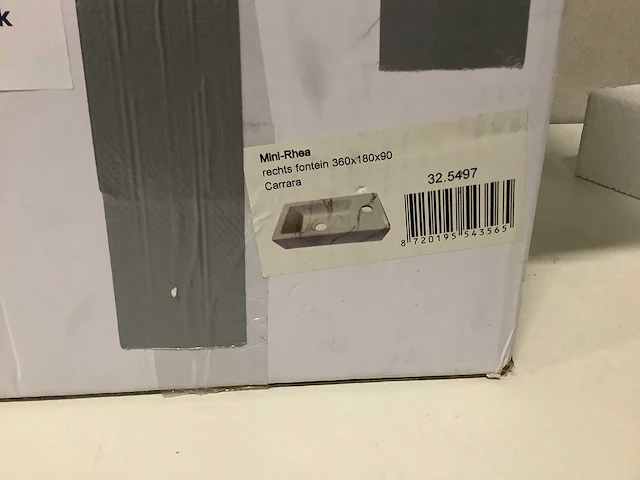 k
Mini-Rhea
rechts fontein 360x180x90
Carrara
32.5497
8 720195 543565